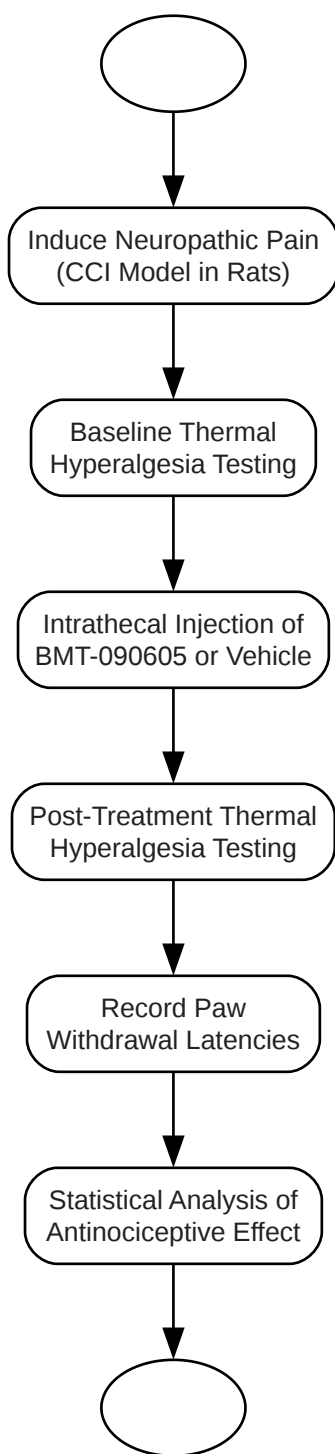 Induce Neuropathic Pain
(CCI Model in Rats)
Baseline Thermal
Hyperalgesia Testing
Intrathecal Injection of
BMT-090605 or Vehicle
Post-Treatment Thermal
Hyperalgesia Testing
Record Paw
Withdrawal Latencies
Statistical Analysis of
Antinociceptive Effect